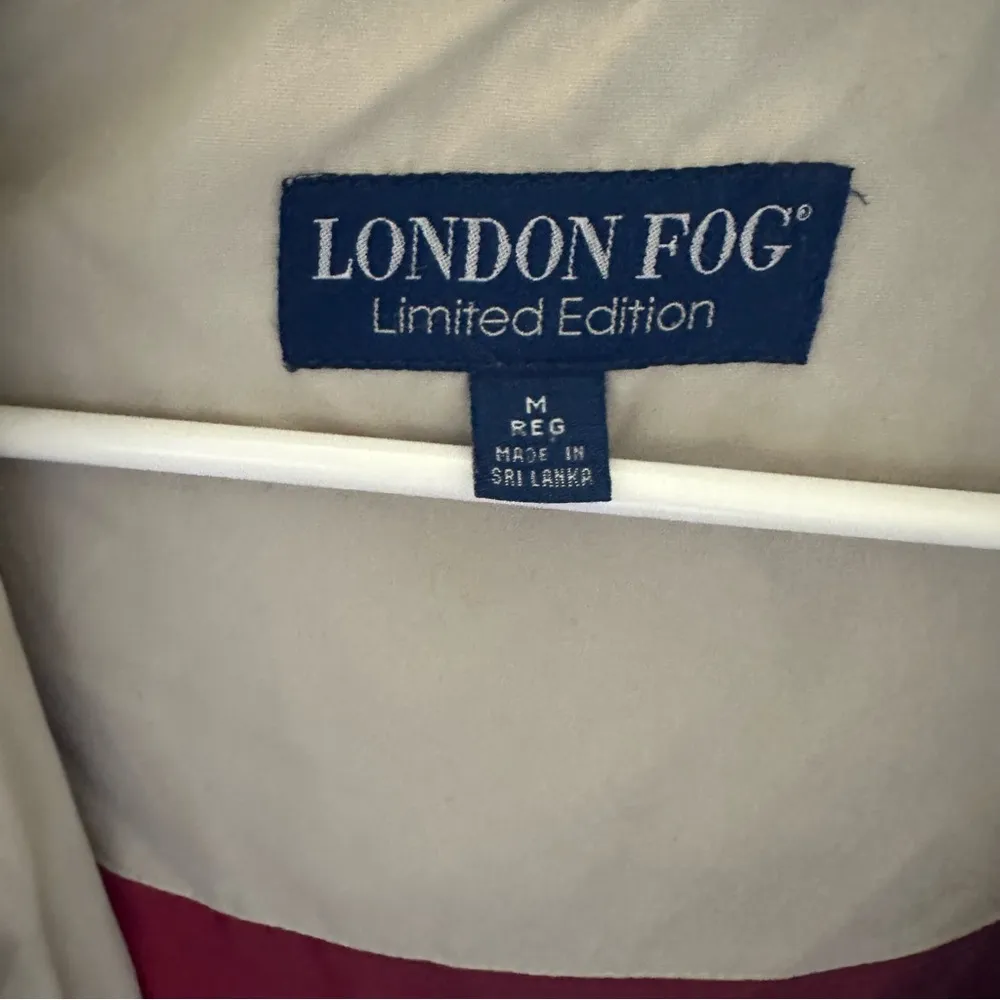 LONDON FOG®
Limited Edition
M
REG
MADE IN
SRI LANKA